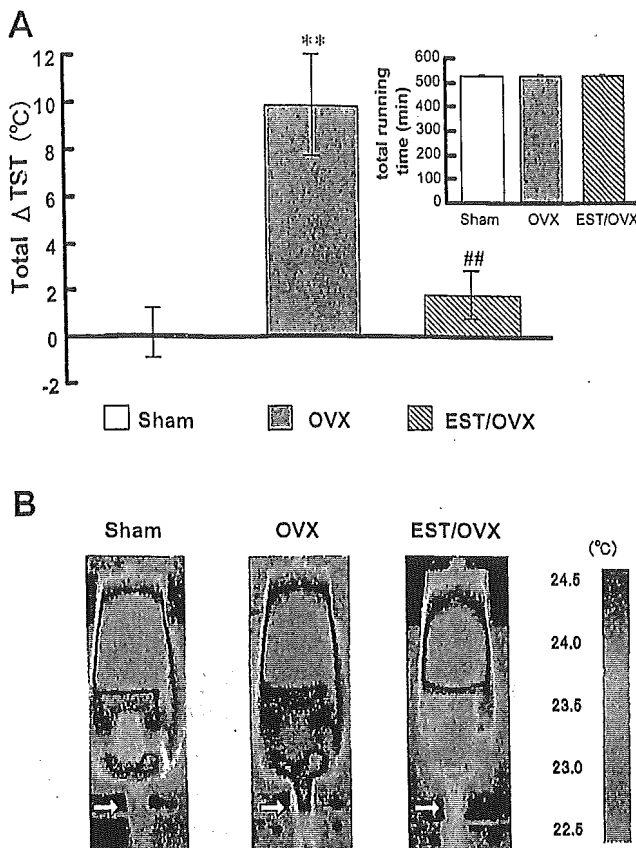 A
Total Δ TST (°C)
12
10
8
6
4
2
0
-2
**
##
total running
time (min)
600
500
400
300
200
100
0
Sham OVX EST/OVX
Sham OVX EST/OVX
B
Sham OVX EST/OVX
(°C)
24.5
24.0
23.5
23.0
22.5